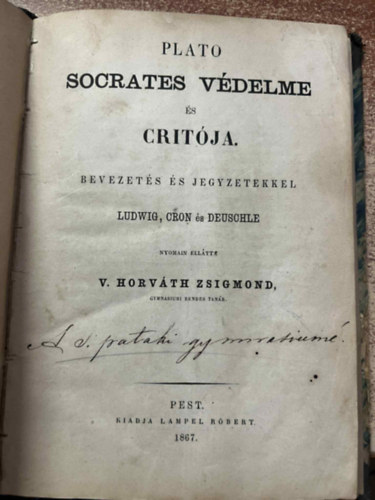 PLATO
SOCRATES VÉDELME
ÉS
CRITÓJA.
BEVEZETÉS ÉS JEGYZETEKKEL
LUDWIG, CRON és DEUSCHLE
NYOMAIN ELLÁTTA
V. HORVÁTH ZSIGMOND,
GYMNASIUMI RENDES TANÁR.
A s. pataki gymnasiumé.
PEST.
KIADJA LAMPEL RÓBERT.
1867.